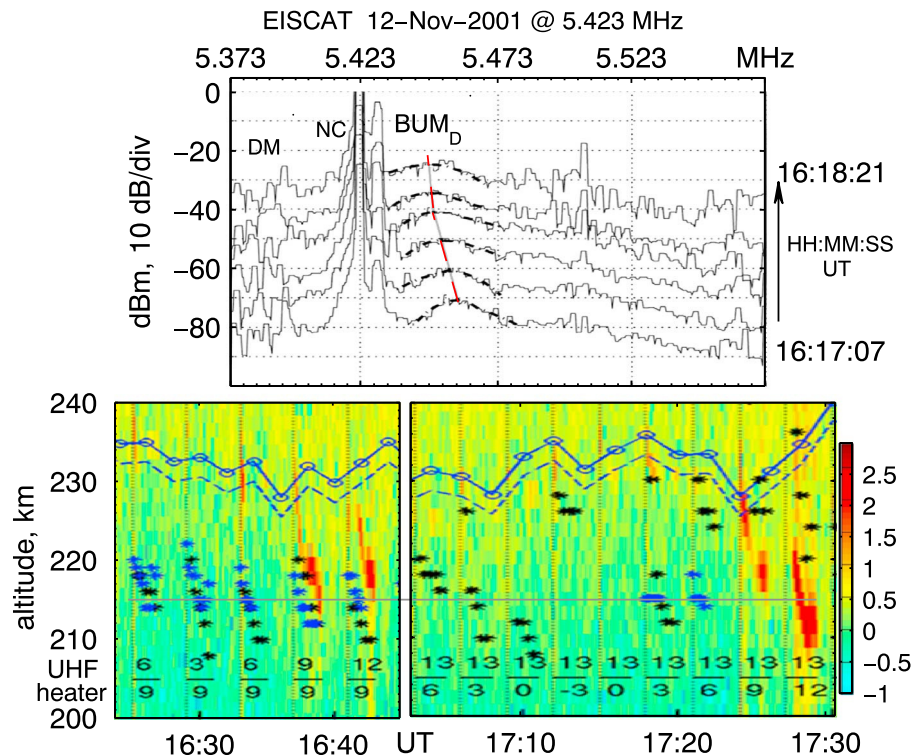 EISCAT 12-Nov-2001 @ 5.423 MHz
5.373 5.423 5.473 5.523 MHz
0
DM NC BUM_D
-20
16:18:21
-40
HH:MM:SS
UT
-60
-80
16:17:07
dBm, 10 dB/div
240
230
220
210
200
altitude, km
2.5
2
1.5
1
0.5
0
-0.5
-1
UHF 6 3 6 9 12 13 13 13 13 13 13 13 13 13
heater 9 9 9 9 9 6 3 0 -3 0 3 6 9 12
16:30 16:40 UT 17:10 17:20 17:30